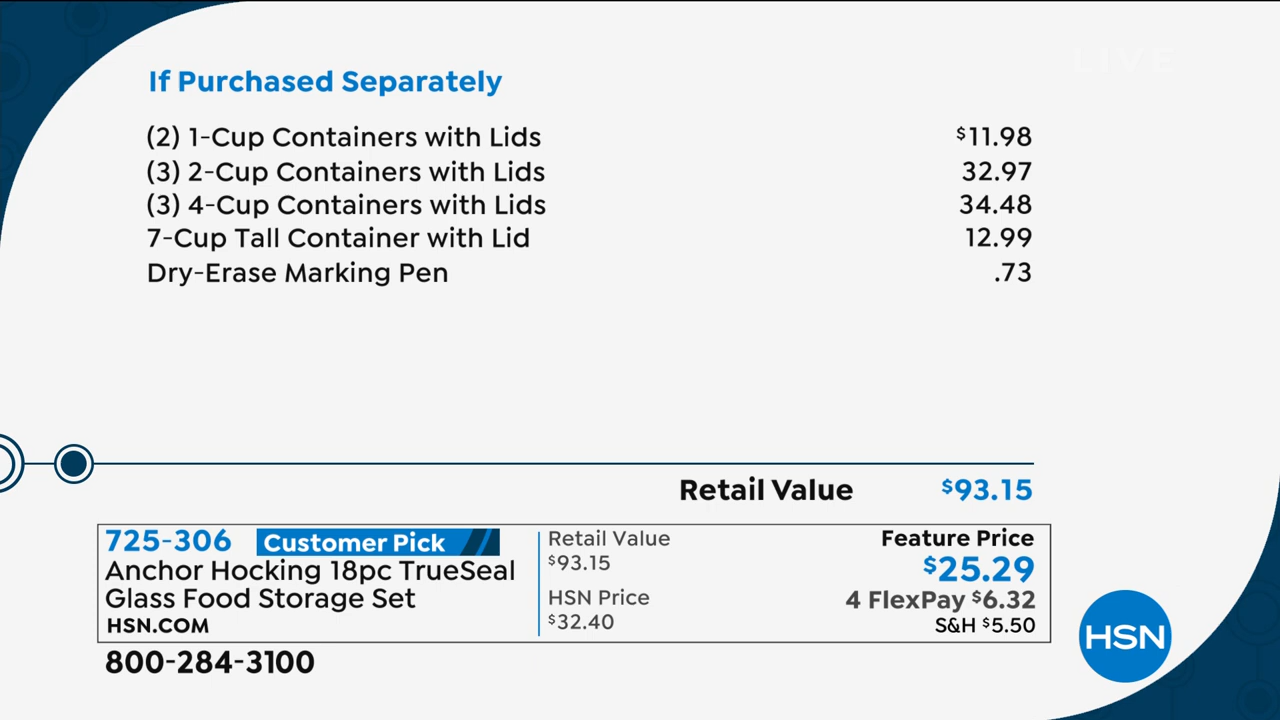 LIVE
If Purchased Separately
(2) 1-Cup Containers with Lids $11.98
(3) 2-Cup Containers with Lids 32.97
(3) 4-Cup Containers with Lids 34.48
7-Cup Tall Container with Lid 12.99
Dry-Erase Marking Pen .73
Retail Value $93.15
725-306 Customer Pick
Anchor Hocking 18pc TrueSeal
Glass Food Storage Set
HSN.COM
Retail Value
$93.15
HSN Price
$32.40
Feature Price
$25.29
4 FlexPay $6.32
S&H $5.50
HSN
800-284-3100